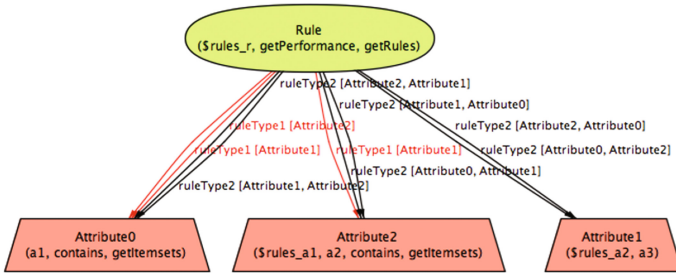 Rule
($rules_r, getPerformance, getRules)
ruleType2 [Attribute2, Attribute1]
ruleType2 [Attribute1, Attribute0]
ruleType1 [Attribute2]
ruleType2 [Attribute2, Attribute0]
ruleType1 [Attribute1]
ruleType1 [Attribute1]
ruleType2 [Attribute0, Attribute2]
ruleType2 [Attribute0, Attribute1]
ruleType2 [Attribute1, Attribute2]
Attribute0
(a1, contains, getItemsets)
Attribute2
($rules_a1, a2, contains, getItemsets)
Attribute1
($rules_a2, a3)